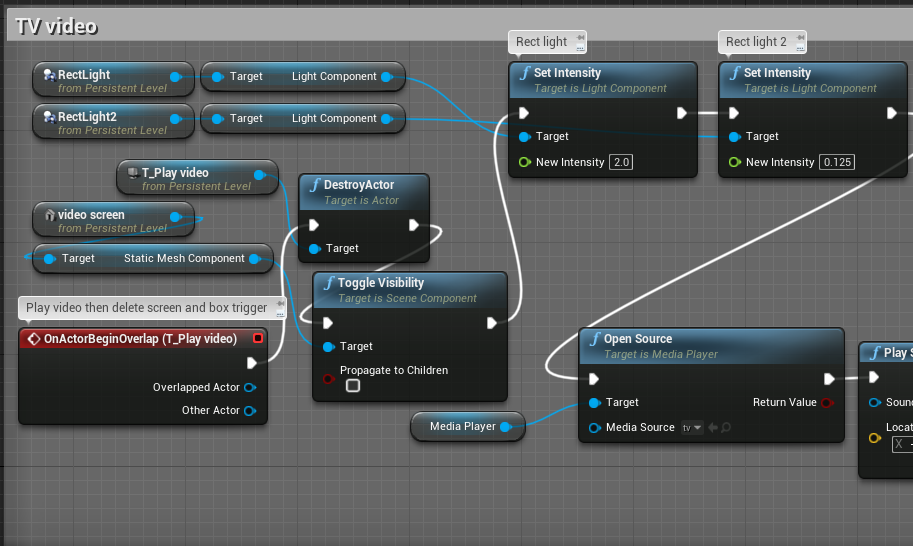 TV video
Rect light
Rect light 2
RectLight
from Persistent Level
Target Light Component
Set Intensity
Target is Light Component
Target
New Intensity 2.0
Set Intensity
Target is Light Component
Target
New Intensity 0.125
RectLight2
from Persistent Level
Target Light Component
T_Play video
from Persistent Level
DestroyActor
Target is Actor
Target
video screen
from Persistent Level
Target Static Mesh Component
Toggle Visibility
Target is Scene Component
Target
Propagate to Children
Play video then delete screen and box trigger
OnActorBeginOverlap (T_Play video)
Overlapped Actor
Other Actor
Media Player
Open Source
Target is Media Player
Target Return Value
Media Source tv
Play S
Soun
Locat
X